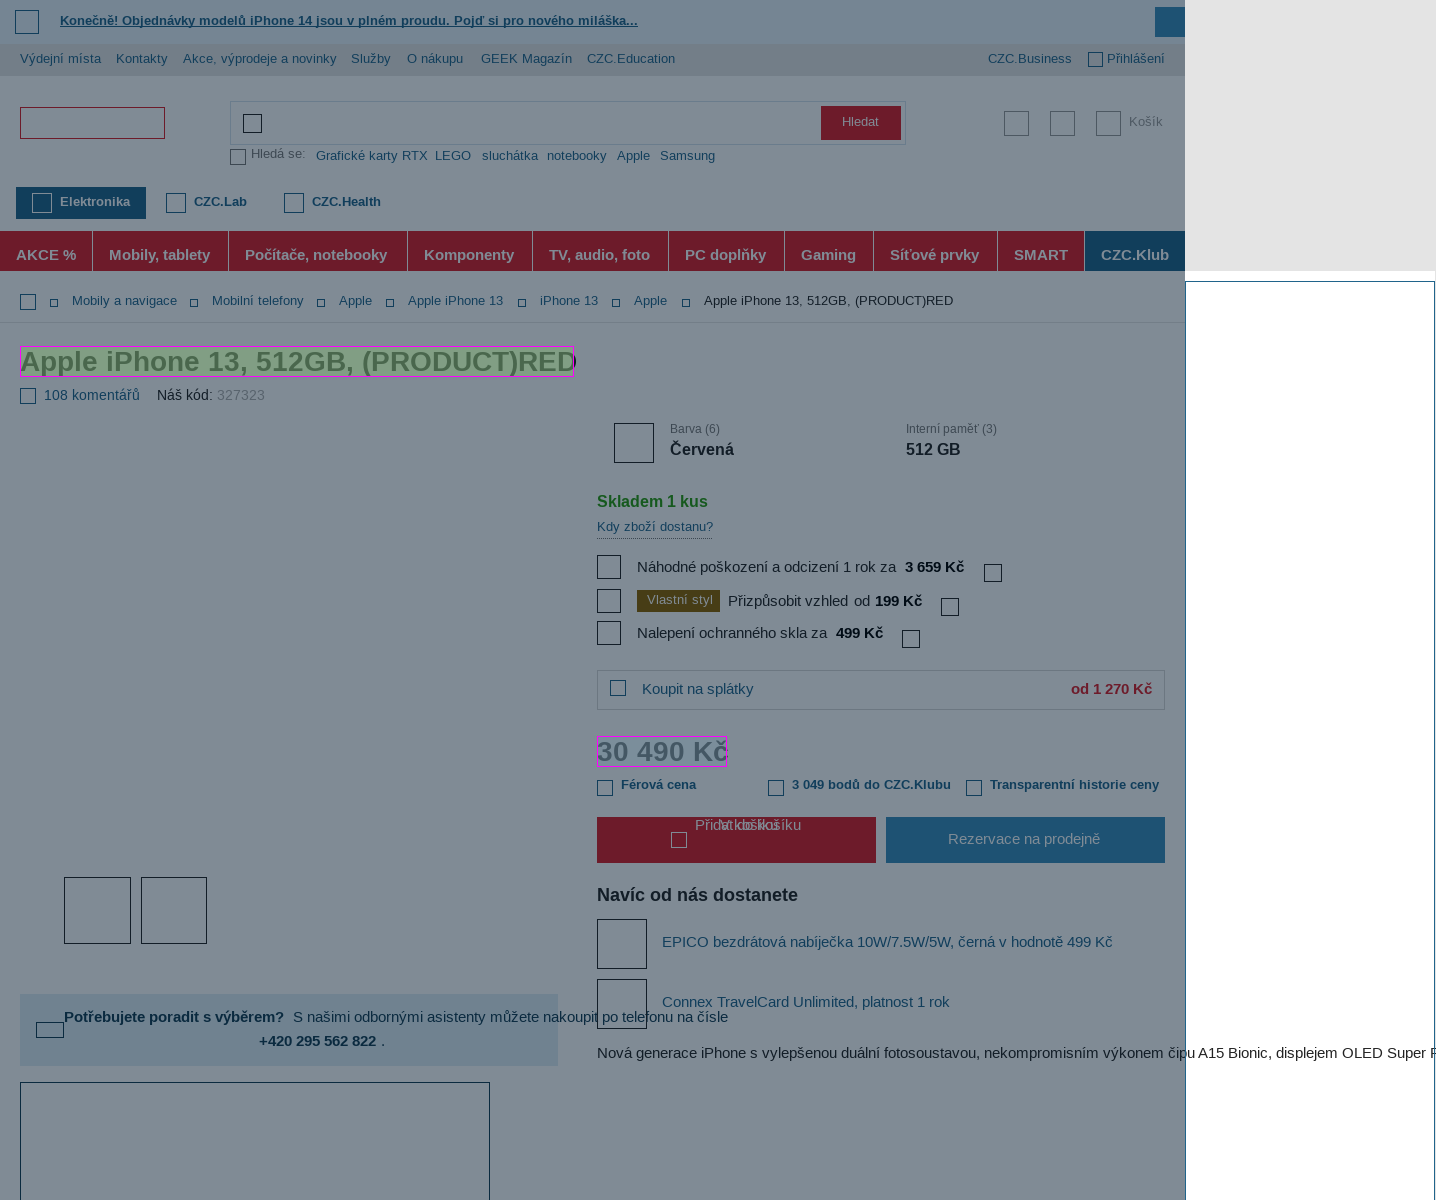 Konečně! Objednávky modelů iPhone 14 jsou v plném proudu. Pojď si pro nového miláška...
Výdejní místa Kontakty Akce, výprodeje a novinky Služby O nákupu GEEK Magazín CZC.Education CZC.Business Přihlášení
Hledat
Košík
Hledá se: Grafické karty RTX LEGO sluchátka notebooky Apple Samsung
Elektronika CZC.Lab CZC.Health
AKCE % Mobily, tablety Počítače, notebooky Komponenty TV, audio, foto PC doplňky Gaming Síťové prvky SMART CZC.Klub
Mobily a navigace Mobilní telefony Apple Apple iPhone 13 iPhone 13 Apple Apple iPhone 13, 512GB, (PRODUCT)RED
Apple iPhone 13, 512GB, (PRODUCT)RED
108 komentářů Náš kód: 327323
Barva (6) Interní paměť (3)
Červená 512 GB
Skladem 1 kus
Kdy zboží dostanu?
Náhodné poškození a odcizení 1 rok za 3 659 Kč
Vlastní styl Přizpůsobit vzhled od 199 Kč
Nalepení ochranného skla za 499 Kč
Koupit na splátky od 1 270 Kč
30 490 Kč
Férová cena 3 049 bodů do CZC.Klubu Transparentní historie ceny
Přidat do košíku
V košíku
Rezervace na prodejně
Navíc od nás dostanete
EPICO bezdrátová nabíječka 10W/7.5W/5W, černá v hodnotě 499 Kč
Connex TravelCard Unlimited, platnost 1 rok
Potřebujete poradit s výběrem? S našimi odbornými asistenty můžete nakoupit po telefonu na čísle
+420 295 562 822 .
Nová generace iPhone s vylepšenou duální fotosoustavou, nekompromisním výkonem čipu A15 Bionic, displejem OLED Super